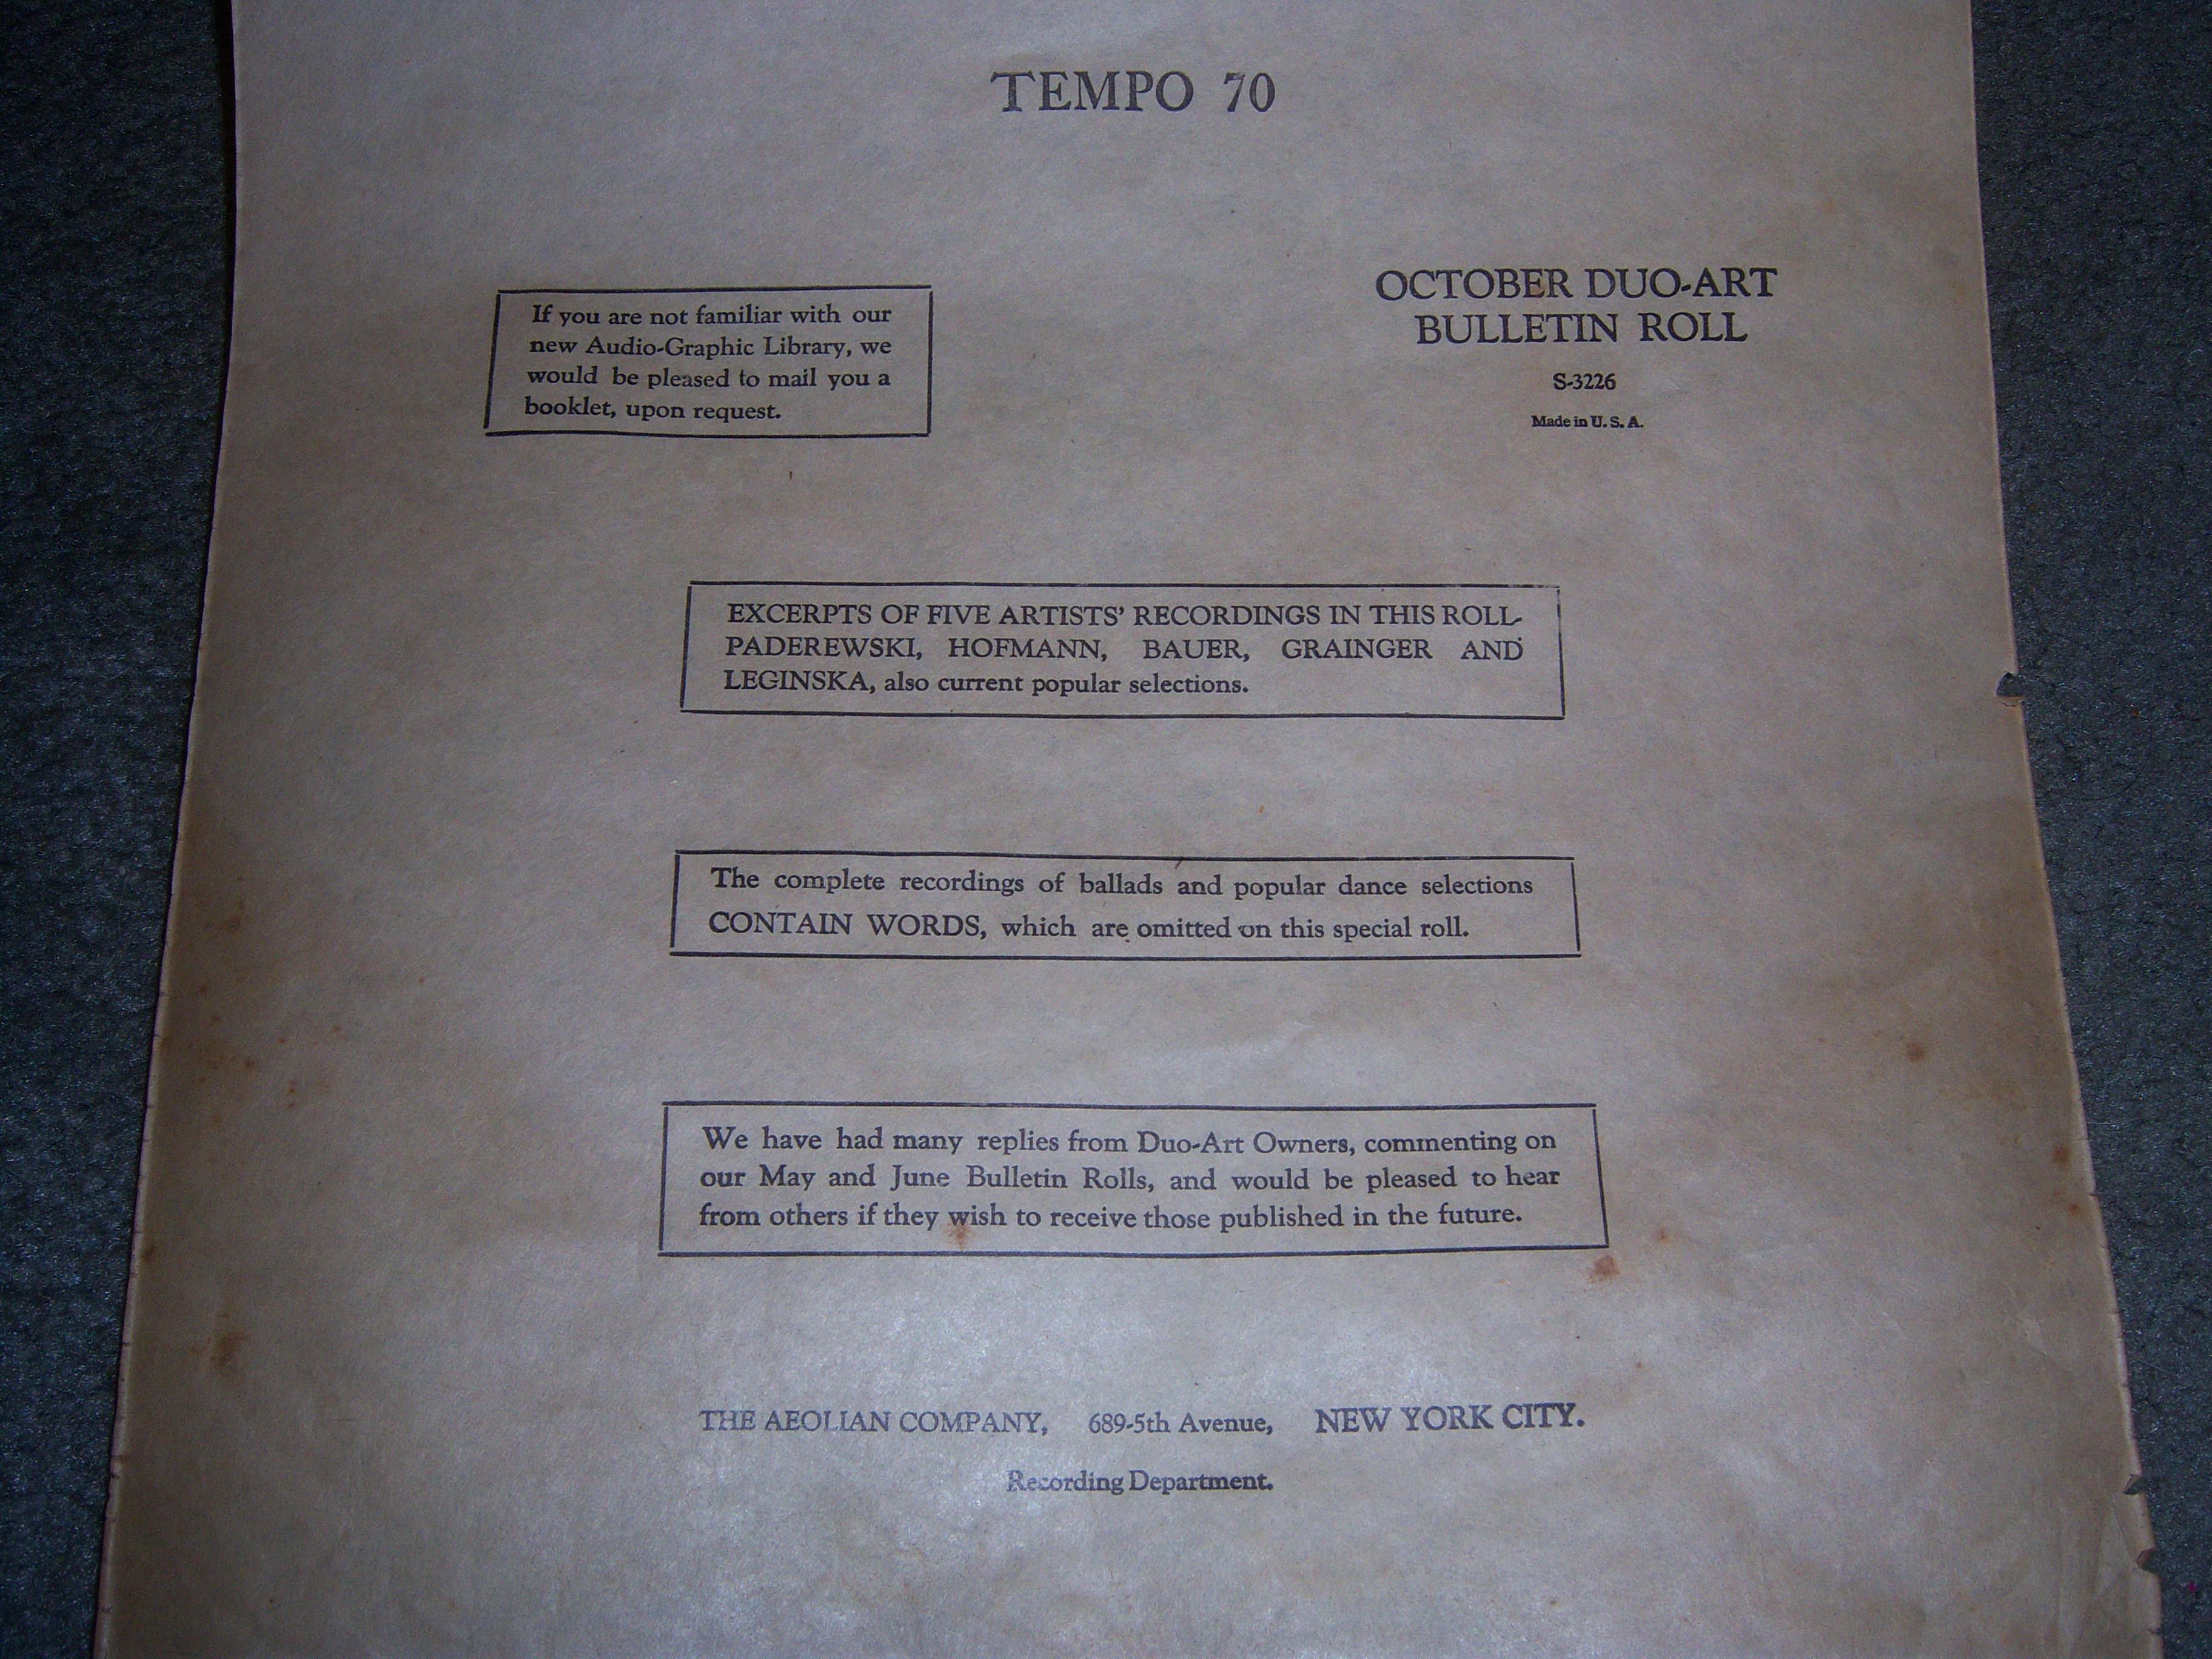 TEMPO 70
OCTOBER DUO-ART
BULLETIN ROLL
S-3226
Made in U. S. A.
If you are not familiar with our
new Audio-Graphic Library, we
would be pleased to mail you a
booklet, upon request.
EXCERPTS OF FIVE ARTISTS' RECORDINGS IN THIS ROLL-
PADEREWSKI, HOFMANN, BAUER, GRAINGER AND
LEGINSKA, also current popular selections.
The complete recordings of ballads and popular dance selections
CONTAIN WORDS, which are omitted on this special roll.
We have had many replies from Duo-Art Owners, commenting on
our May and June Bulletin Rolls, and would be pleased to hear
from others if they wish to receive those published in the future.
THE AEOLIAN COMPANY, 689-5th Avenue, NEW YORK CITY.
Recording Department.